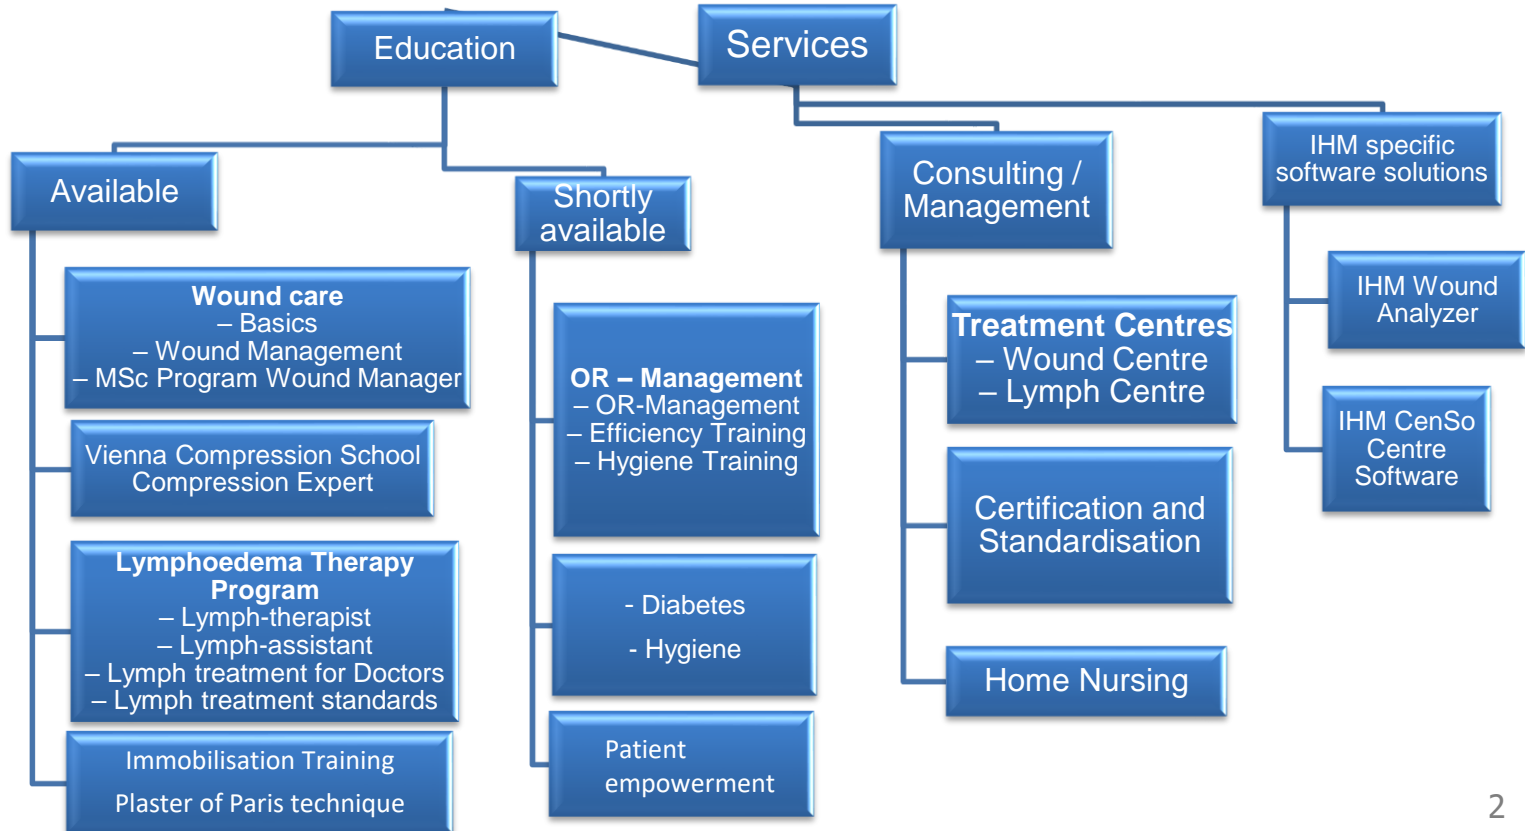 Education
Services
Available
Wound care
– Basics
– Wound Management
– MSc Program Wound Manager
Vienna Compression School
Compression Expert
Lymphoedema Therapy
Program
– Lymph-therapist
– Lymph-assistant
– Lymph treatment for Doctors
– Lymph treatment standards
Immobilisation Training
Plaster of Paris technique
Shortly
available
OR – Management
– OR-Management
– Efficiency Training
– Hygiene Training
- Diabetes
- Hygiene
Patient
empowerment
Consulting /
Management
Treatment Centres
– Wound Centre
– Lymph Centre
Certification and
Standardisation
Home Nursing
IHM specific
software solutions
IHM Wound
Analyzer
IHM CenSo
Centre
Software
2